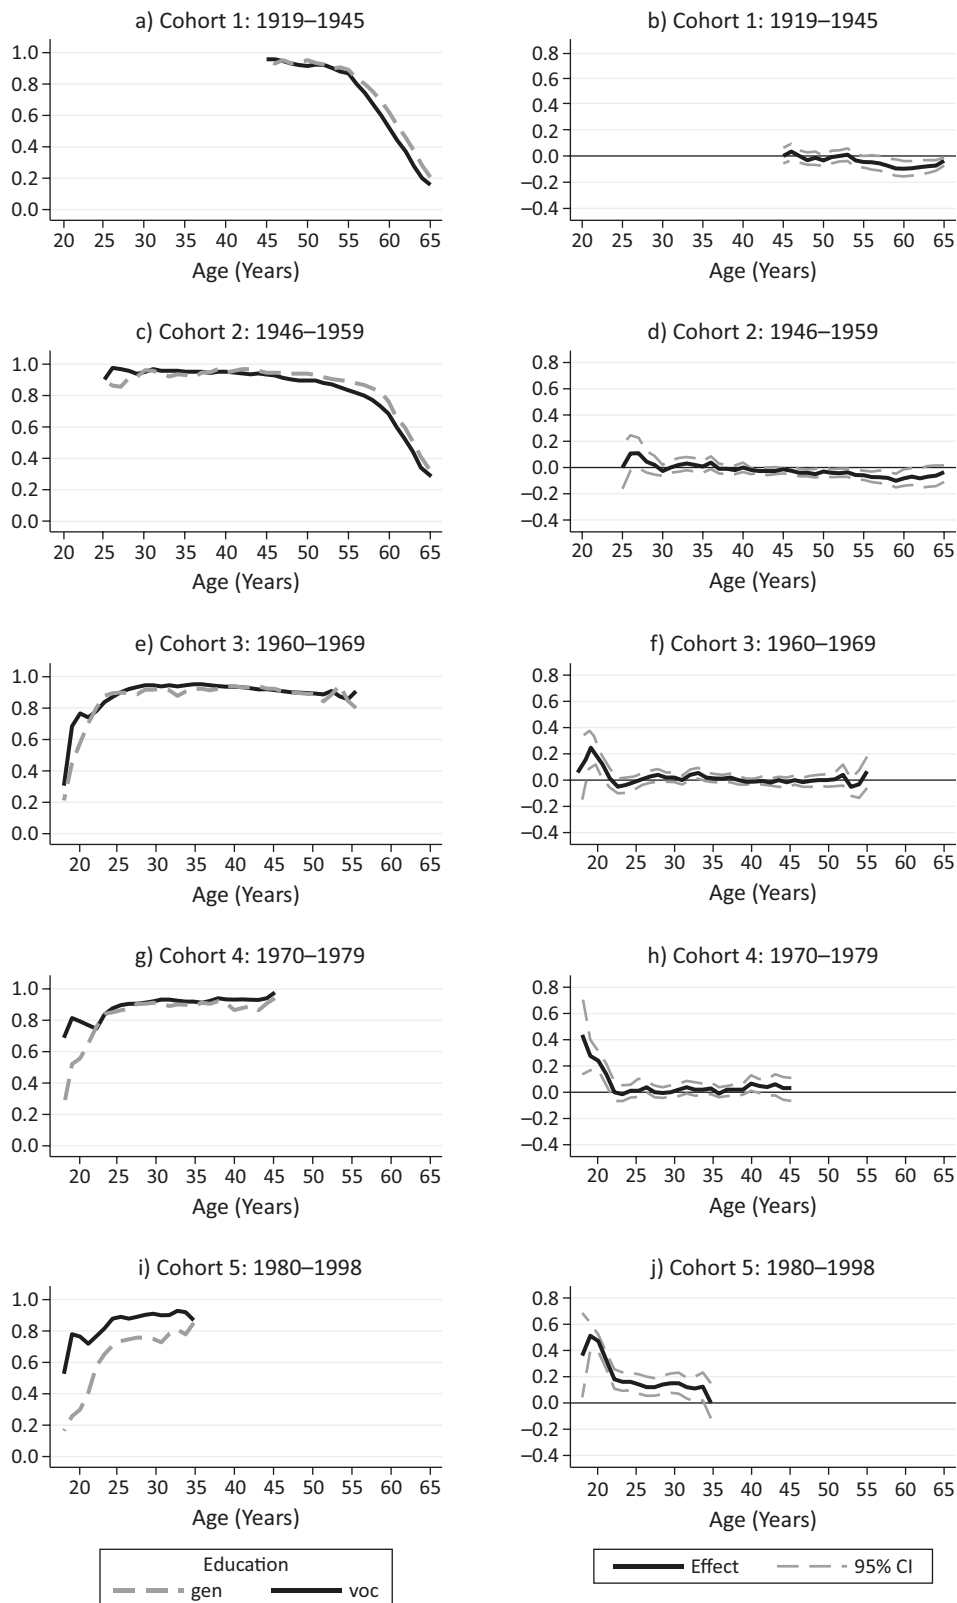 a) Cohort 1: 1919–1945
1.0
0.8
0.6
0.4
0.2
0.0
20 25 30 35 40 45 50 55 60 65
Age (Years)
b) Cohort 1: 1919–1945
0.8
0.6
0.4
0.2
0.0
−0.2
−0.4
20 25 30 35 40 45 50 55 60 65
Age (Years)
c) Cohort 2: 1946–1959
1.0
0.8
0.6
0.4
0.2
0.0
20 25 30 35 40 45 50 55 60 65
Age (Years)
d) Cohort 2: 1946–1959
0.8
0.6
0.4
0.2
0.0
−0.2
−0.4
20 25 30 35 40 45 50 55 60 65
Age (Years)
e) Cohort 3: 1960–1969
1.0
0.8
0.6
0.4
0.2
0.0
20 25 30 35 40 45 50 55 60 65
Age (Years)
f) Cohort 3: 1960–1969
0.8
0.6
0.4
0.2
0.0
−0.2
−0.4
20 25 30 35 40 45 50 55 60 65
Age (Years)
g) Cohort 4: 1970–1979
1.0
0.8
0.6
0.4
0.2
0.0
20 25 30 35 40 45 50 55 60 65
Age (Years)
h) Cohort 4: 1970–1979
0.8
0.6
0.4
0.2
0.0
−0.2
−0.4
20 25 30 35 40 45 50 55 60 65
Age (Years)
i) Cohort 5: 1980–1998
1.0
0.8
0.6
0.4
0.2
0.0
20 25 30 35 40 45 50 55 60 65
Age (Years)
j) Cohort 5: 1980–1998
0.8
0.6
0.4
0.2
0.0
−0.2
−0.4
20 25 30 35 40 45 50 55 60 65
Age (Years)
Education
gen voc
Effect 95% CI